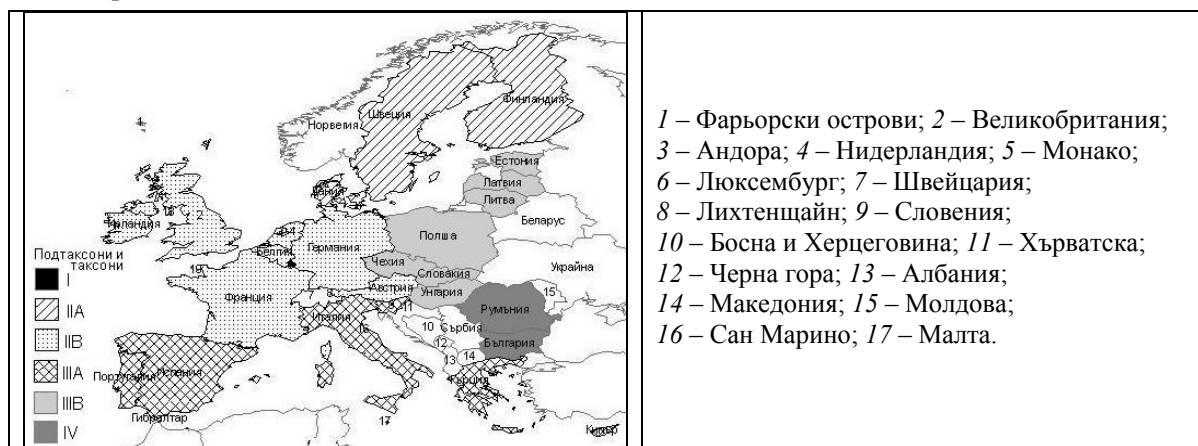 1
Норвегия
Швеция
Финландия
Естония
Латвия
Литва
Дания
Беларус
2
Ирландия
4
Германия
Полша
Белгия
Чехия
Словакия
Украйна
Франция
Австрия
Унгария
8
15
Румъния
Италия
11
10
Сърбия
16
България
12
14
13
Португалия
Испания
Гърция
Гибралтар
17
Кипър
Подтаксони и
таксони
I
IIA
IIB
IIIA
IIIB
IV
1 – Фарьорски острови; 2 – Великобритания;
3 – Андора; 4 – Нидерландия; 5 – Монако;
6 – Люксембург; 7 – Швейцария;
8 – Лихтенщайн; 9 – Словения;
10 – Босна и Херцеговина; 11 – Хърватска;
12 – Черна гора; 13 – Албания;
14 – Македония; 15 – Молдова;
16 – Сан Марино; 17 – Малта.